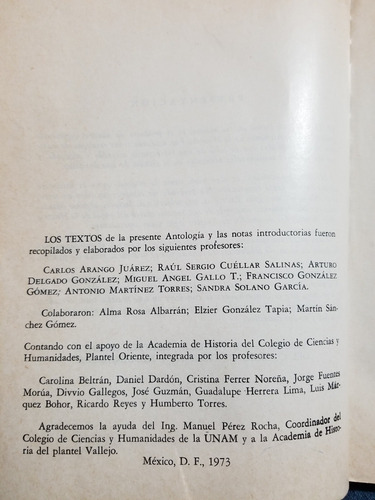 LOS TEXTOS de la presente Antología y las notas introductorias fueron
recopilados y elaborados por los siguientes profesores:
CARLOS ARANGO JUÁREZ; RAÚL SERGIO CUÉLLAR SALINAS; ARTURO
DELGADO GONZÁLEZ; MIGUEL ANGEL GALLO T.; FRANCISCO GONZÁLEZ
GÓMEZ; ANTONIO MARTÍNEZ TORRES; SANDRA SOLANO GARCÍA.
Colaboraron: Alma Rosa Albarrán; Elzier González Tapia; Martín Sán-
chez Gómez.
Contando con el apoyo de la Academia de Historia del Colegio de Ciencias y
Humanidades, Plantel Oriente, integrada por los profesores:
Carolina Beltrán, Daniel Dardón, Cristina Ferrer Noreña, Jorge Fuentes
Morúa, Divvio Gallegos, José Guzmán, Guadalupe Herrera Lima, Luis Már-
quez Bohor, Ricardo Reyes y Humberto Torres.
Agradecemos la ayuda del Ing. Manuel Pérez Rocha, Coordinador del
Colegio de Ciencias y Humanidades de la UNAM y a la Academia de Histo-
ria del plantel Vallejo.
México, D. F., 1973